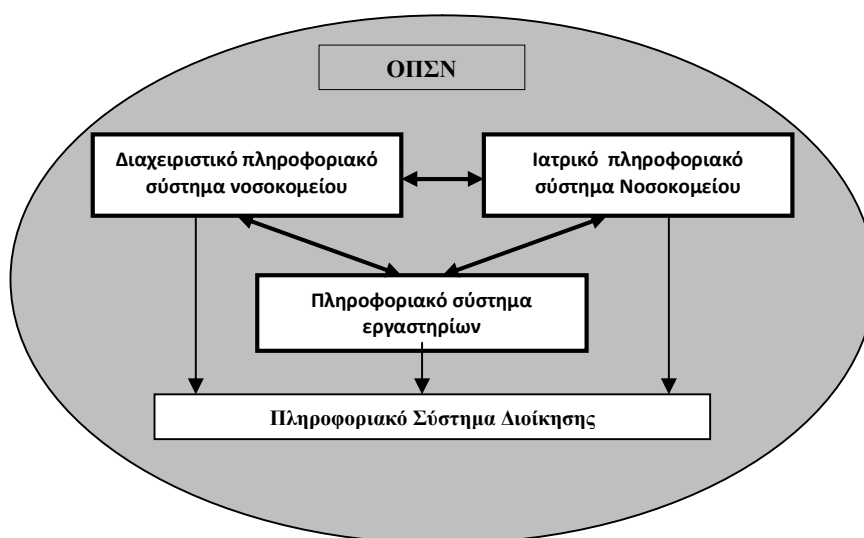 ΟΠΣΝ
Διαχειριστικό πληροφοριακό
σύστημα νοσοκομείου
Ιατρικό πληροφοριακό
σύστημα Νοσοκομείου
Πληροφοριακό σύστημα
εργαστηρίων
Πληροφοριακό Σύστημα Διοίκησης